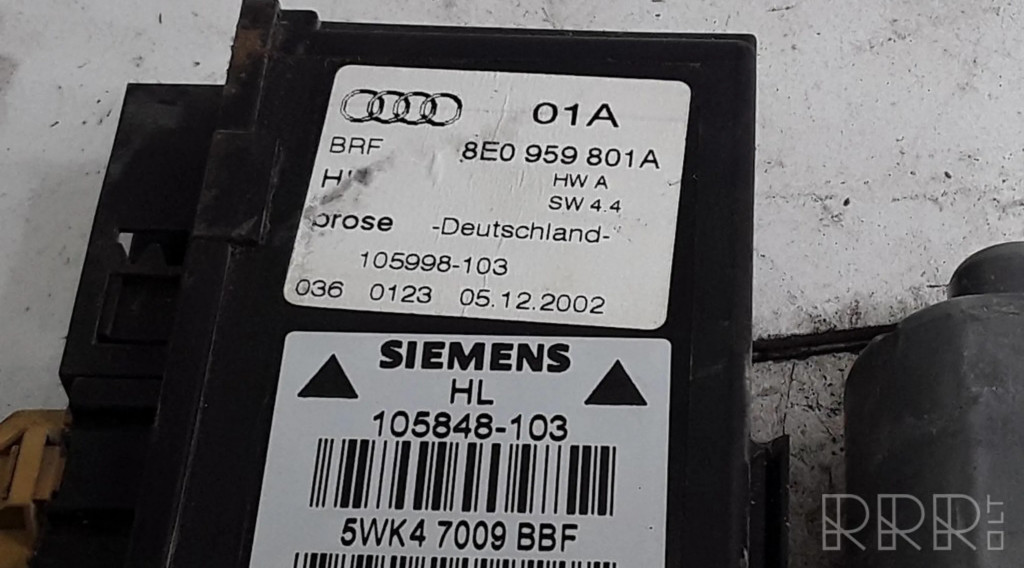 01A
BRF 8E0 959 801A
HW A
SW 4.4
-Deutschland-
105998-103
036 0123 05.12.2002
SIEMENS
HL
105848-103
5WK4 7009 BBF
RRR.LT